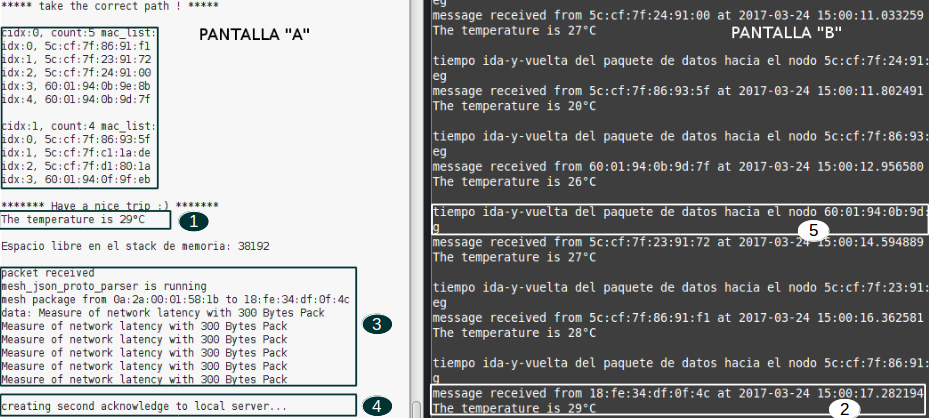 ***** take the correct path ! *****
PANTALLA "A"
cidx:0, count:5 mac_list:
idx:0, 5c:cf:7f:86:91:f1
idx:1, 5c:cf:7f:23:91:72
idx:2, 5c:cf:7f:24:91:00
idx:3, 60:01:94:0b:9e:8b
idx:4, 60:01:94:0b:9d:7f
cidx:1, count:4 mac_list:
idx:0, 5c:cf:7f:86:93:5f
idx:1, 5c:cf:7f:c1:1a:de
idx:2, 5c:cf:7f:d1:80:1a
idx:3, 60:01:94:0f:9f:eb
******* Have a nice trip :) *******
The temperature is 29°C
1
Espacio libre en el stack de memoria: 38192
packet received
mesh_json_proto_parser is running
mesh package from 0a:2a:00:01:58:1b to 18:fe:34:df:0f:4c
data: Measure of network latency with 300 Bytes Pack
Measure of network latency with 300 Bytes Pack
Measure of network latency with 300 Bytes Pack
Measure of network latency with 300 Bytes Pack
Measure of network latency with 300 Bytes Pack
Measure of network latency with 300 Bytes Pack
3
creating second acknowledge to local server...
4
eg
message received from 5c:cf:7f:24:91:00 at 2017-03-24 15:00:11.033259
The temperature is 27°C
PANTALLA "B"
tiempo ida-y-vuelta del paquete de datos hacia el nodo 5c:cf:7f:24:91:
eg
message received from 5c:cf:7f:86:93:5f at 2017-03-24 15:00:11.802491
The temperature is 20°C
tiempo ida-y-vuelta del paquete de datos hacia el nodo 5c:cf:7f:86:93:
eg
message received from 60:01:94:0b:9d:7f at 2017-03-24 15:00:12.956580
The temperature is 26°C
tiempo ida-y-vuelta del paquete de datos hacia el nodo 60:01:94:0b:9d:
g
5
message received from 5c:cf:7f:23:91:72 at 2017-03-24 15:00:14.594889
The temperature is 27°C
tiempo ida-y-vuelta del paquete de datos hacia el nodo 5c:cf:7f:23:91:
eg
message received from 5c:cf:7f:86:91:f1 at 2017-03-24 15:00:16.362581
The temperature is 28°C
tiempo ida-y-vuelta del paquete de datos hacia el nodo 5c:cf:7f:86:91:
g
message received from 18:fe:34:df:0f:4c at 2017-03-24 15:00:17.282194
The temperature is 29°C
2